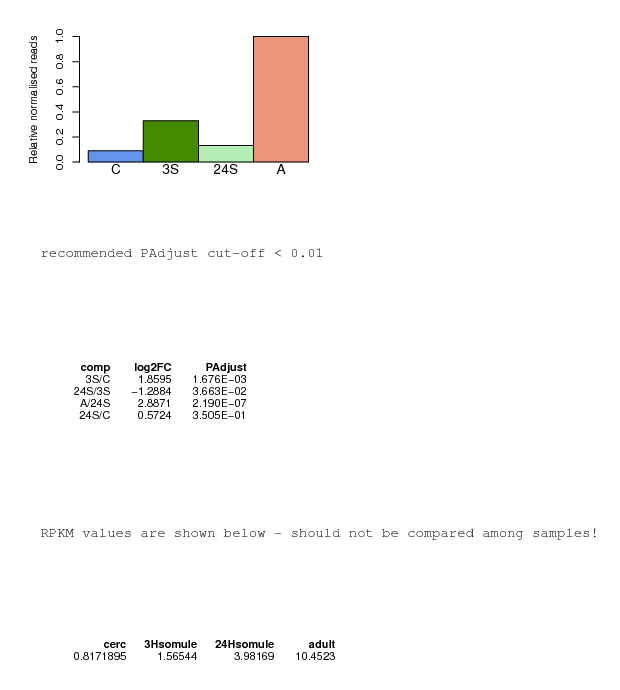 Relative normalised reads
1.0
0.8
0.6
0.4
0.2
0.0
C 3S 24S A
recommended PAdjust cut-off < 0.01
comp log2FC PAdjust
3S/C 1.8595 1.676E-03
24S/3S -1.2884 3.663E-02
A/24S 2.8871 2.190E-07
24S/C 0.5724 3.505E-01
RPKM values are shown below - should not be compared among samples!
cerc 3Hsomule 24Hsomule adult
0.8171895 1.56544 3.98169 10.4523